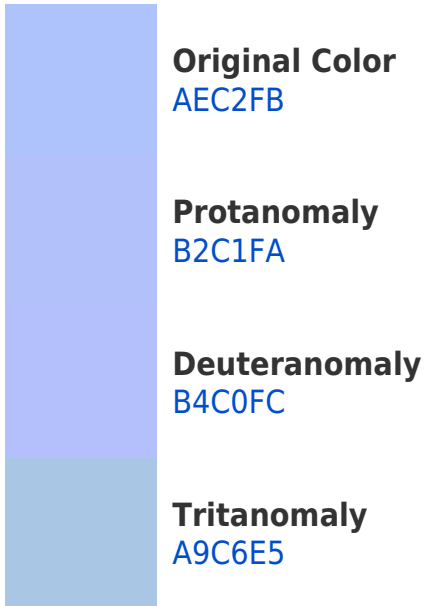 Original Color
AEC2FB
Protanomaly
B2C1FA
Deuteranomaly
B4C0FC
Tritanomaly
A9C6E5